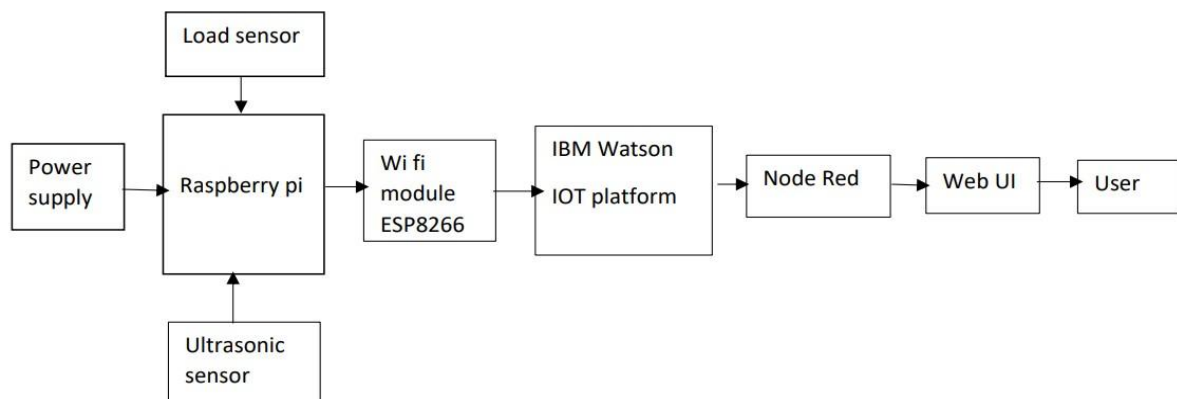 Load sensor
Power
supply
Raspberry pi
Wi fi
module
ESP8266
IBM Watson
IOT platform
Node Red
Web UI
User
Ultrasonic
sensor